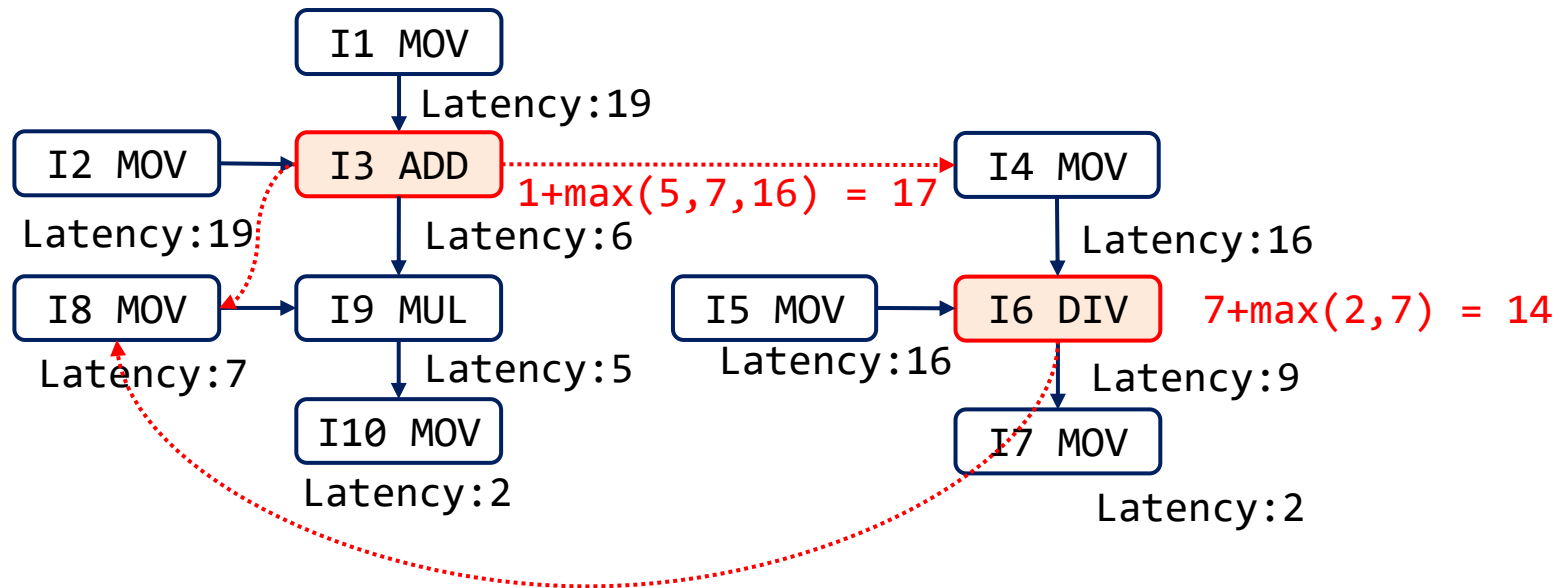 I1 MOV
Latency:19
I2 MOV
I3 ADD
I4 MOV
1+max(5,7,16) = 17
Latency:19
Latency:6
Latency:16
I8 MOV
I9 MUL
I5 MOV
I6 DIV
7+max(2,7) = 14
Latency:7
Latency:5
Latency:16
Latency:9
I10 MOV
I7 MOV
Latency:2
Latency:2